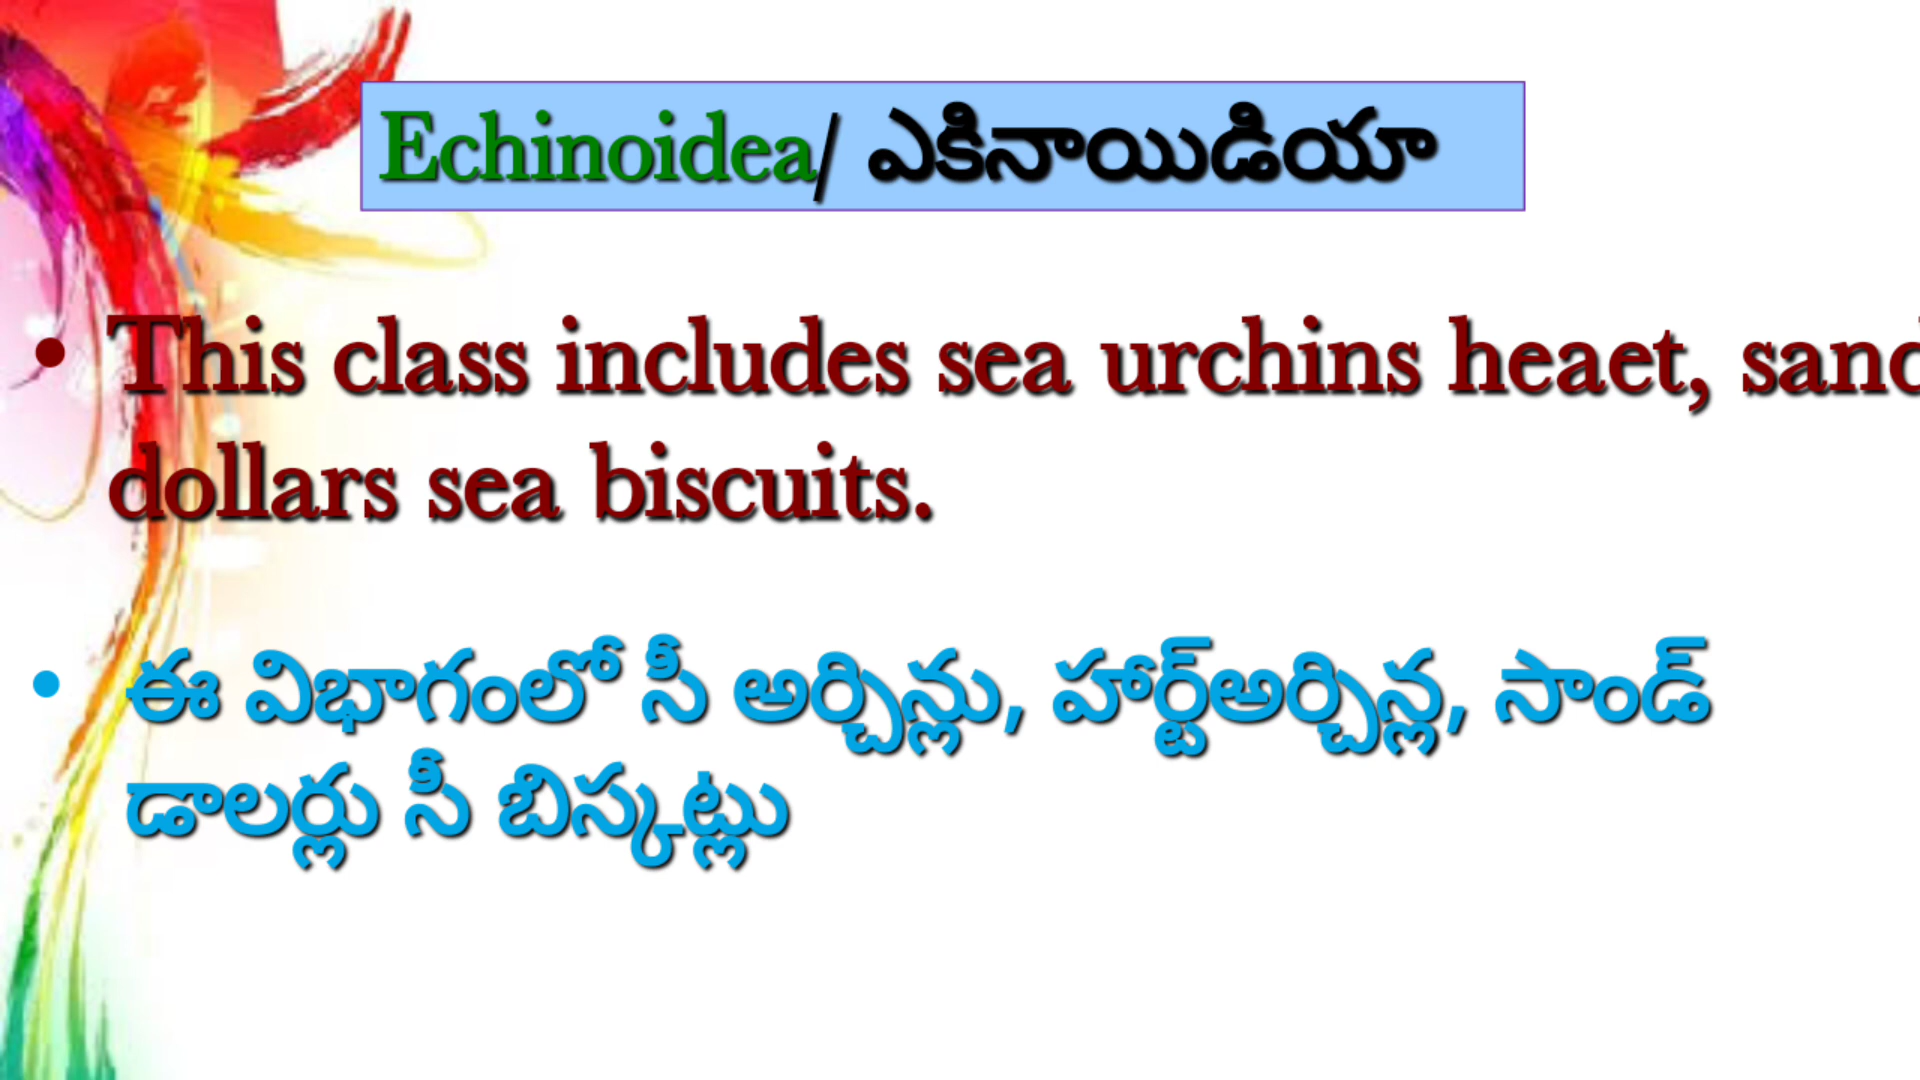 Echinoidea/ ఎకినాయిడియా
• This class includes sea urchins heaet, sand
dollars sea biscuits.
• ఈ విభాగంలో సీ అర్చిన్లు, హార్ట్అర్చిన్ల, సాండ్
డాలర్లు సీ బిస్కట్లు